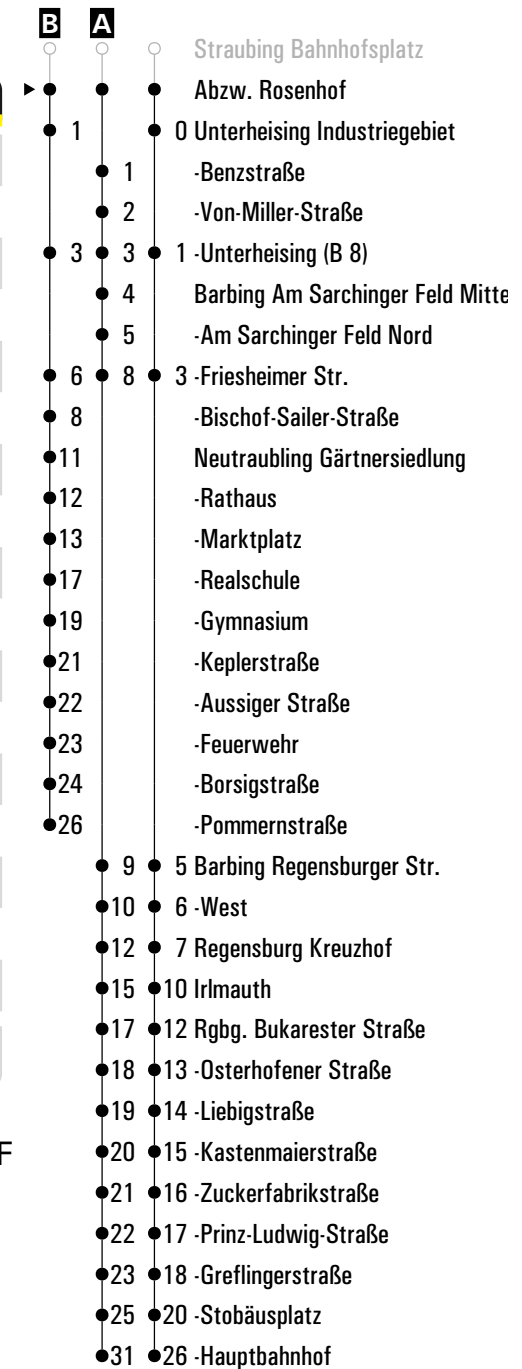 B A
Straubing Bahnhofsplatz
Abzw. Rosenhof
1 0 Unterheising Industriegebiet
1 -Benzstraße
2 -Von-Miller-Straße
3 3 1 -Unterheising (B 8)
4 Barbing Am Sarchinger Feld Mitte
5 -Am Sarchinger Feld Nord
6 8 3 -Friesheimer Str.
8 -Bischof-Sailer-Straße
11 Neutraubling Gärtnersiedlung
12 -Rathaus
13 -Marktplatz
17 -Realschule
19 -Gymnasium
21 -Keplerstraße
22 -Aussiger Straße
23 -Feuerwehr
24 -Borsigstraße
26 -Pommernstraße
9 5 Barbing Regensburger Str.
10 6 -West
12 7 Regensburg Kreuzhof
15 10 Irlmauth
17 12 Rgbg. Bukarester Straße
18 13 -Osterhofener Straße
19 14 -Liebigstraße
F
20 15 -Kastenmaierstraße
21 16 -Zuckerfabrikstraße
22 17 -Prinz-Ludwig-Straße
23 18 -Greflingerstraße
25 20 -Stobäusplatz
31 26 -Hauptbahnhof